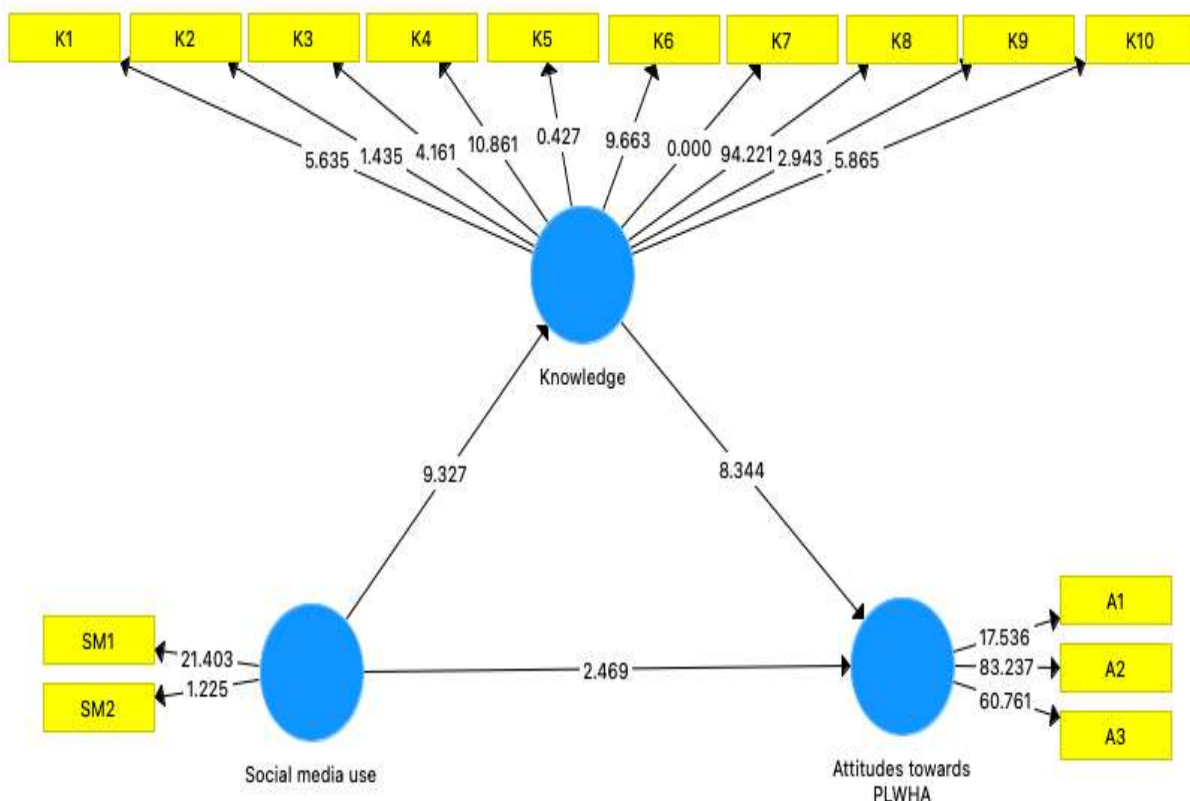 K1 K2 K3 K4 K5 K6 K7 K8 K9 K10
5.635 1.435 4.161 10.861 0.427 9.663 0.000 94.221 2.943 5.865
Knowledge
9.327 8.344
SM1
SM2
21.403
1.225
2.469
17.536
83.237
60.761
A1
A2
A3
Social media use
Attitudes towards
PLWHA